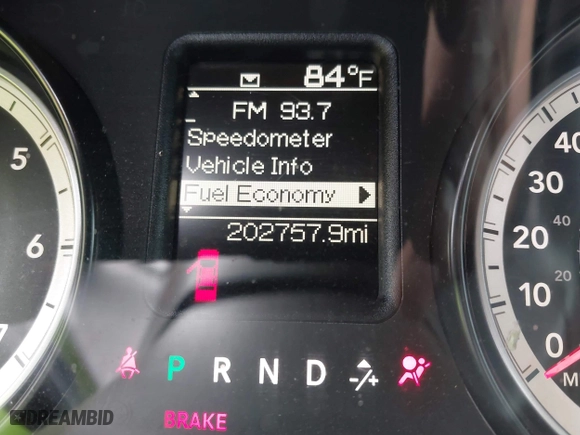 84°F
FM 93.7
Speedometer
Vehicle Info
Fuel Economy
202757.9mi
5
6
7
40
30
20
10
0
M
P R N D -/+
BRAKE
DREAMBID